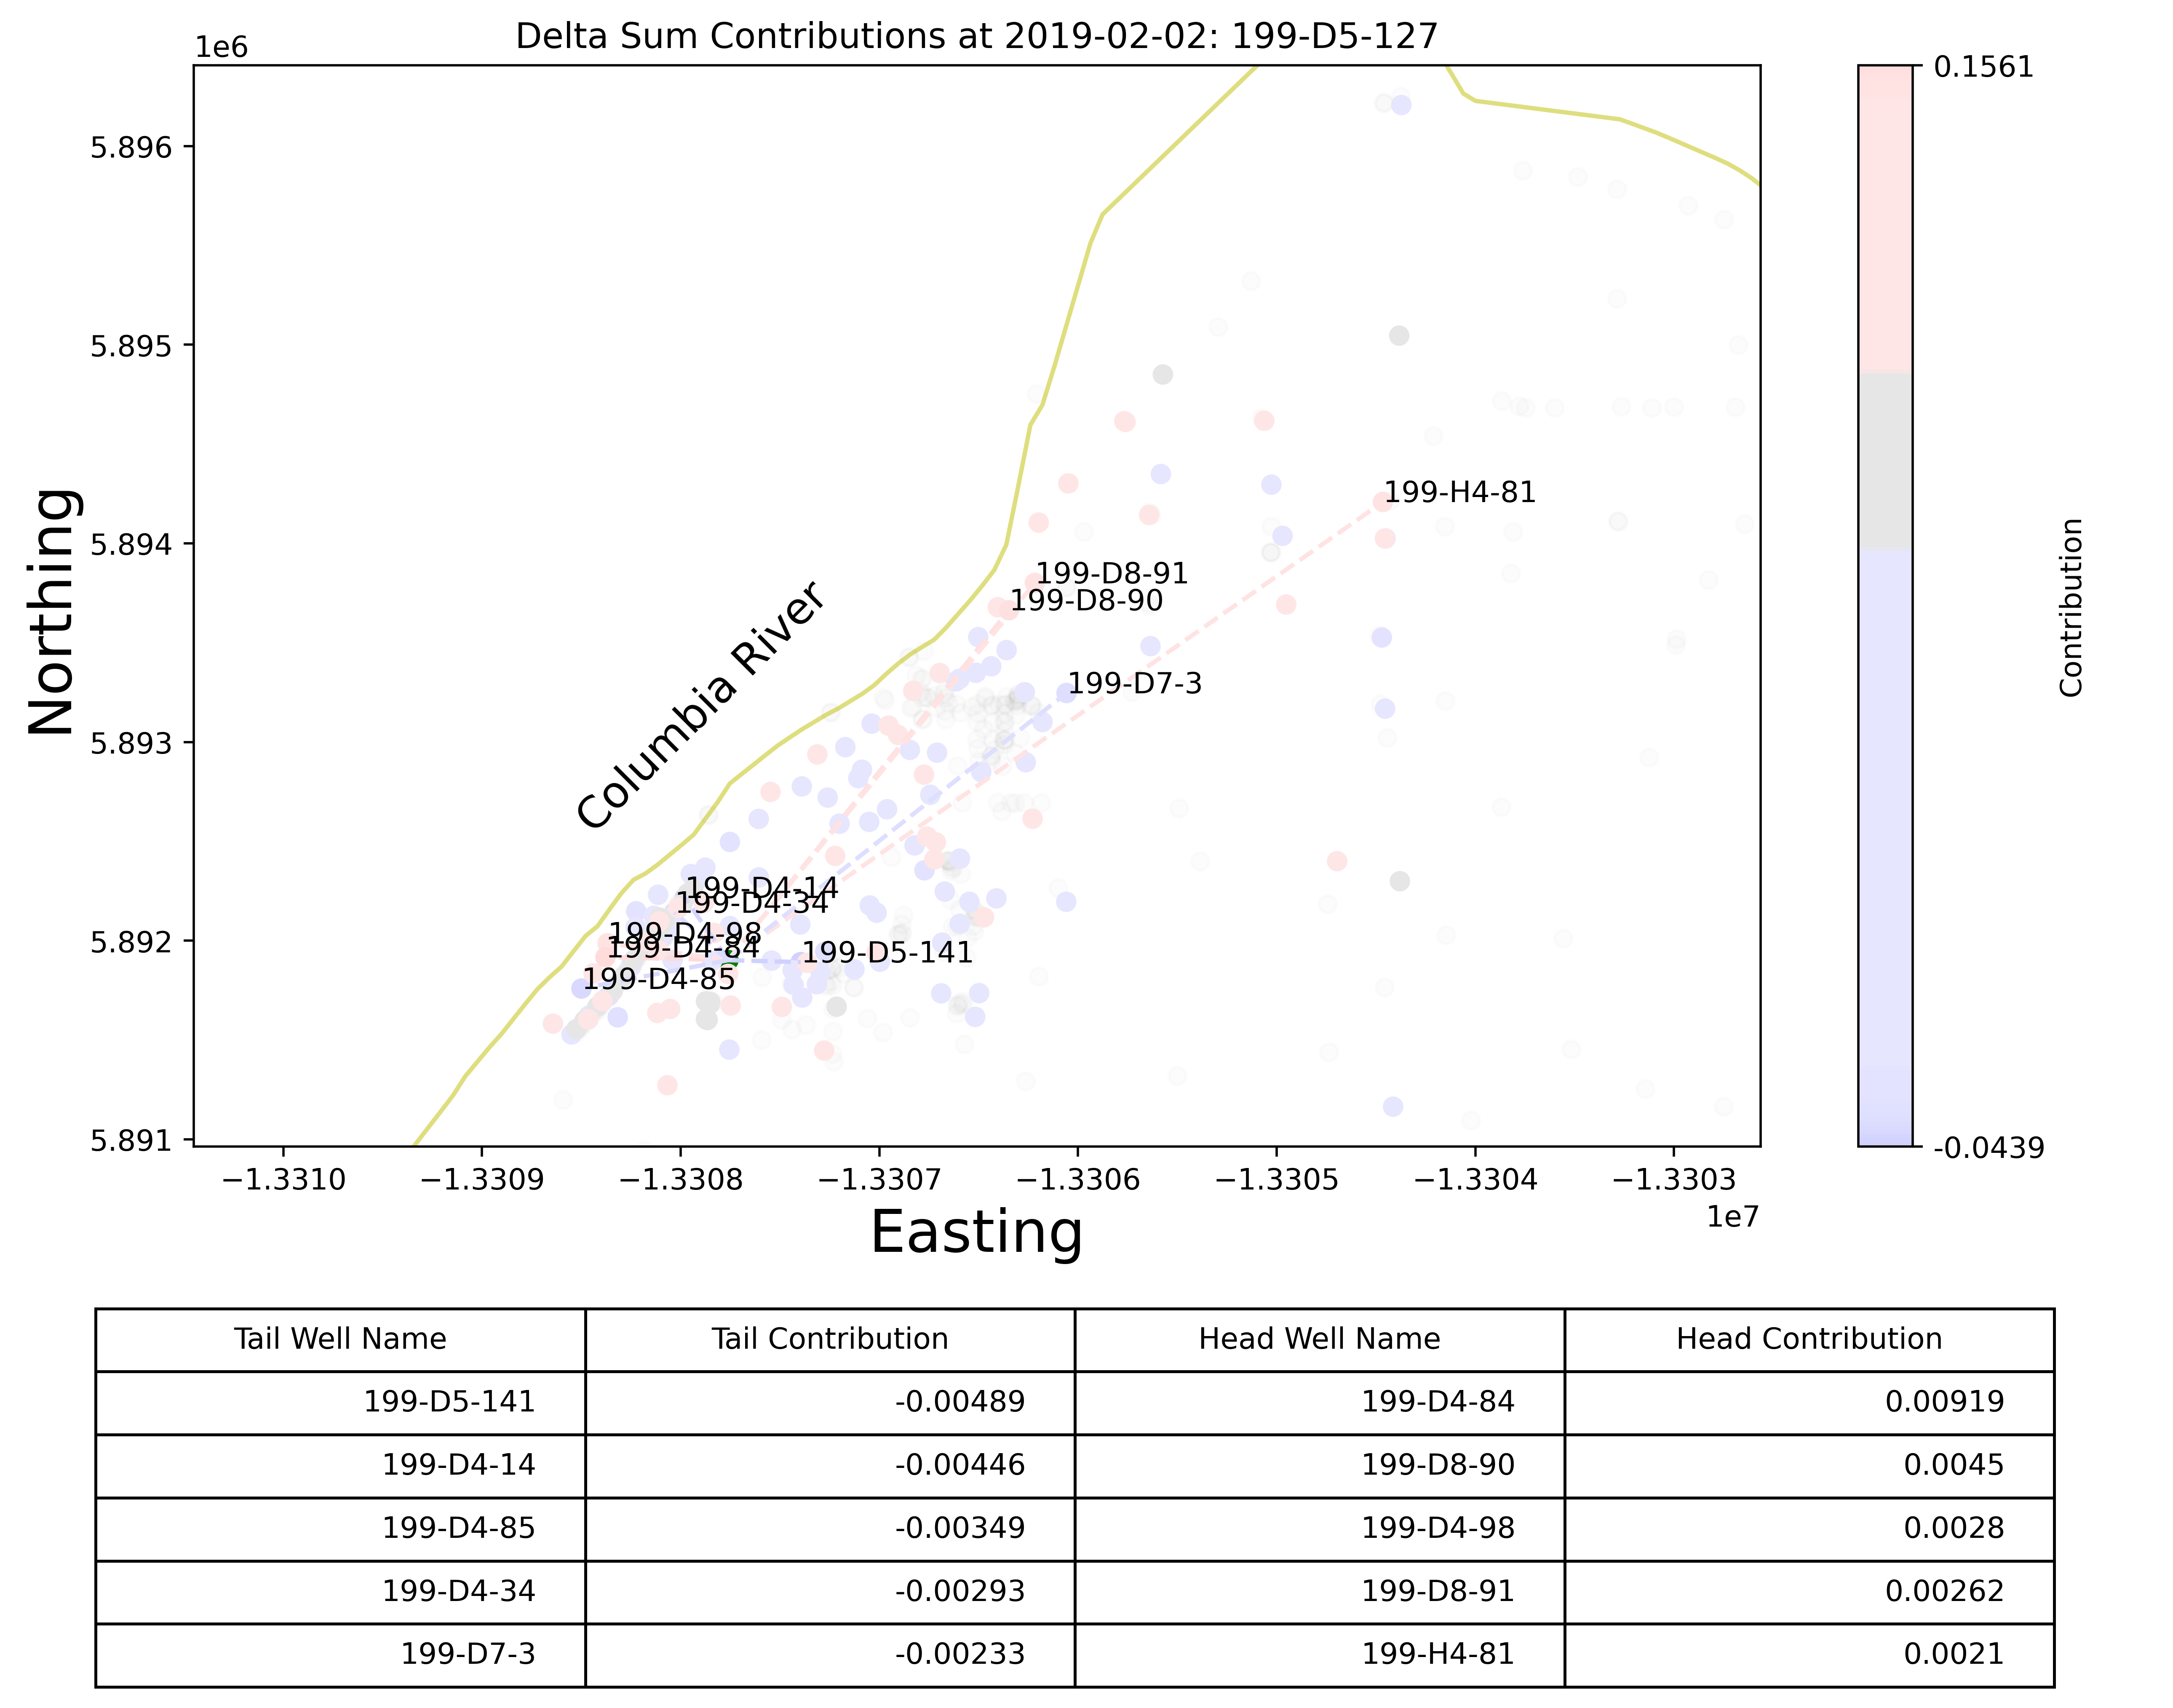 Delta Sum Contributions at 2019-02-02: 199-D5-127
1e6
0.1561
5.896
5.895
5.894
5.893
5.892
5.891
Northing
Columbia River
199-H4-81
199-D8-91
199-D8-90
199-D7-3
199-D4-14
199-D4-34
199-D4-98
199-D4-84
199-D5-141
199-D4-85
Contribution
-0.0439
−1.3310 −1.3309 −1.3308 −1.3307 −1.3306 −1.3305 −1.3304 −1.3303
1e7
Easting
Tail Well Name Tail Contribution Head Well Name Head Contribution
199-D5-141 -0.00489 199-D4-84 0.00919
199-D4-14 -0.00446 199-D8-90 0.0045
199-D4-85 -0.00349 199-D4-98 0.0028
199-D4-34 -0.00293 199-D8-91 0.00262
199-D7-3 -0.00233 199-H4-81 0.0021